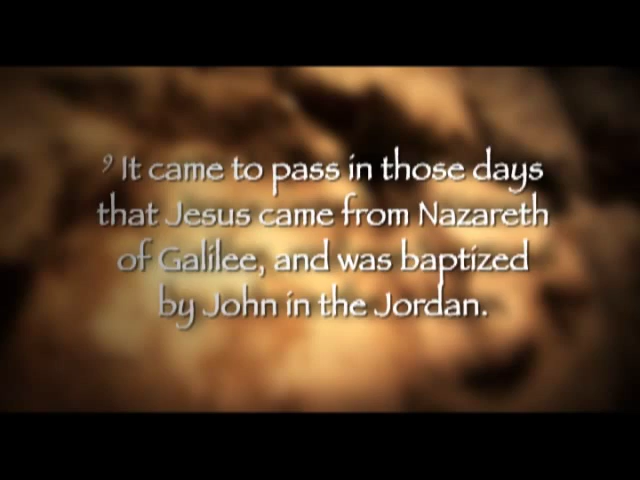 9 It came to pass in those days
that Jesus came from Nazareth
of Galilee, and was baptized
by John in the Jordan.